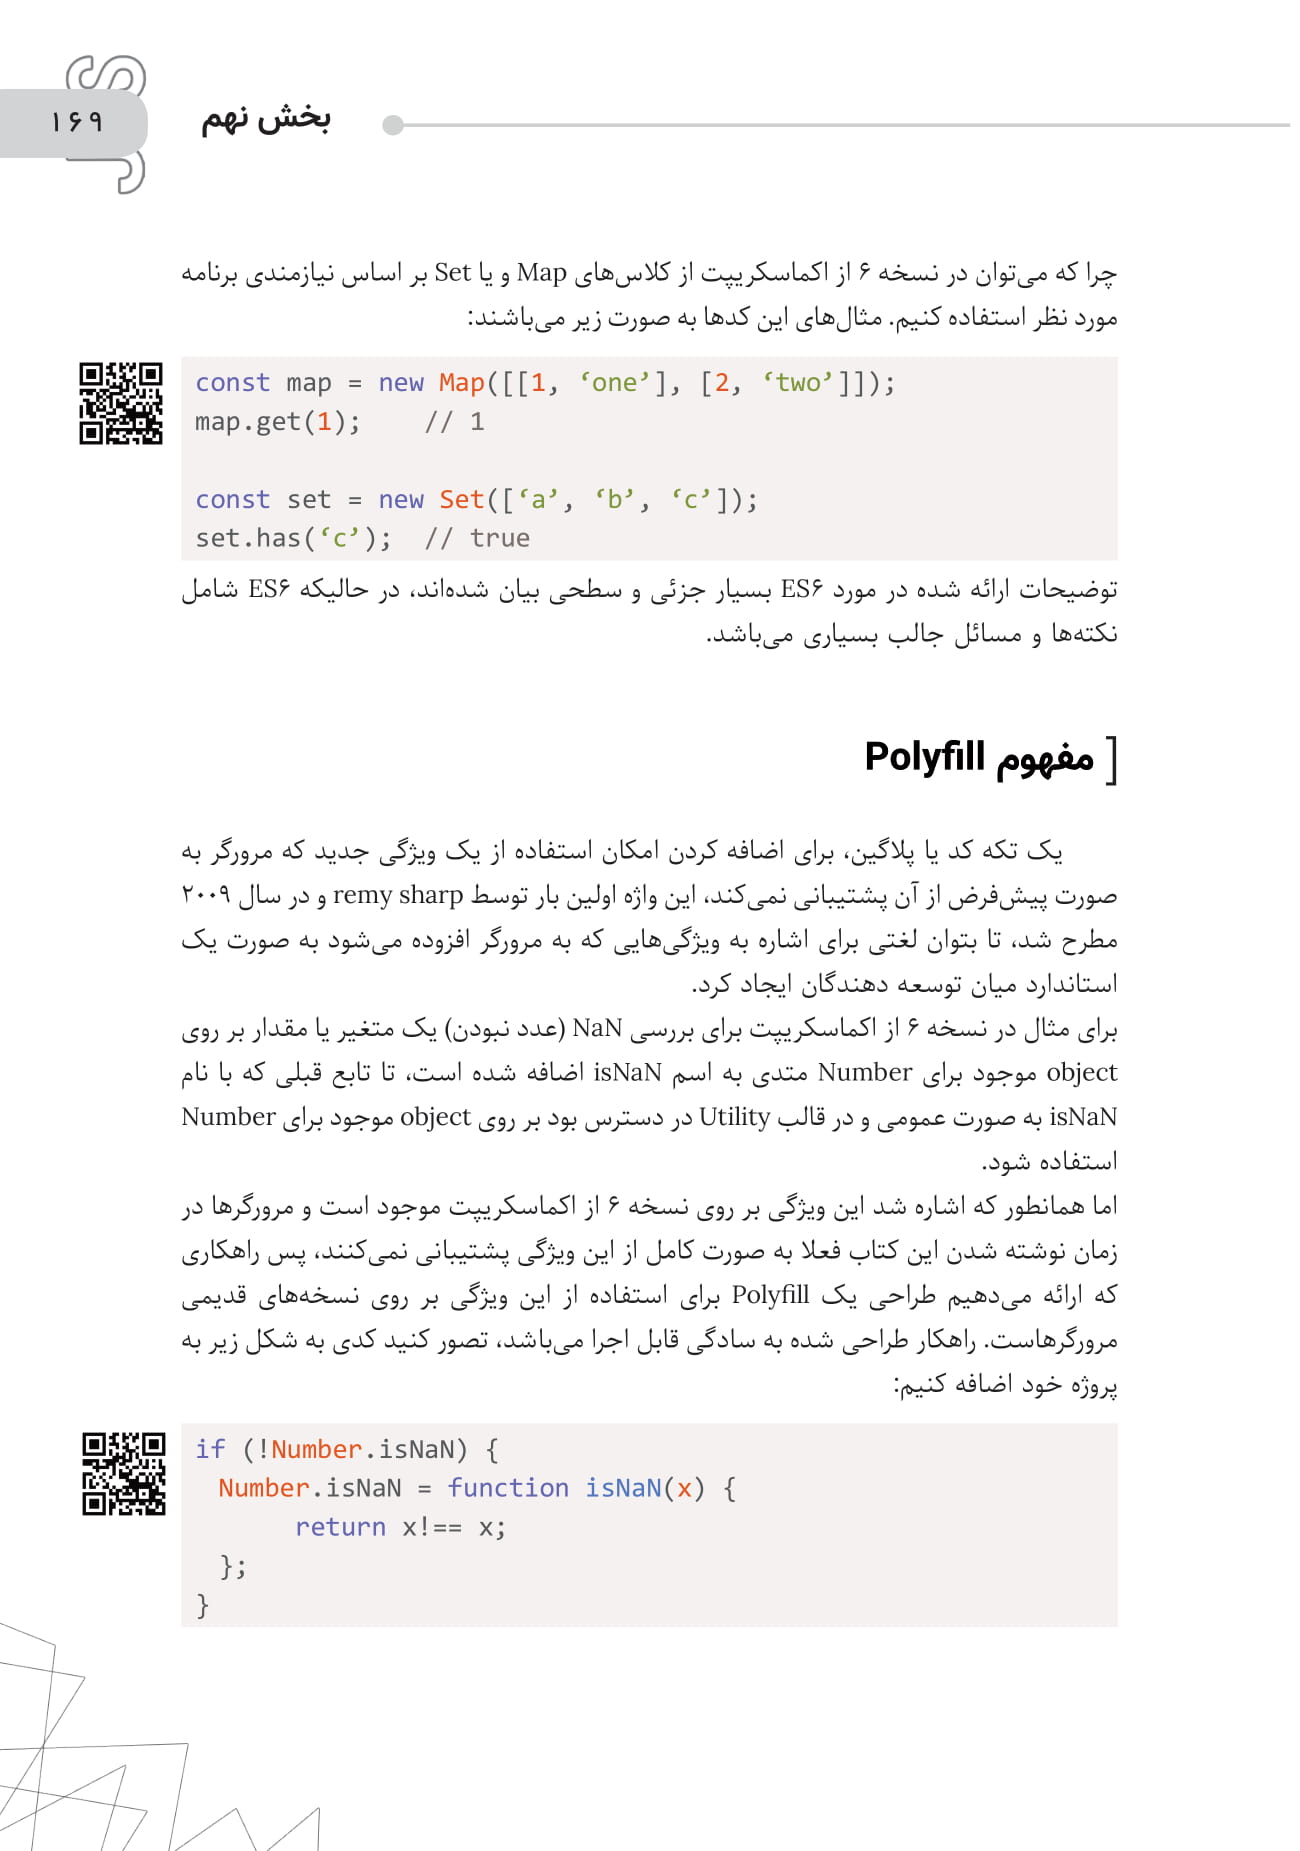 JS
۱۶۹
بخش نهم
چرا که می‌توان در نسخه ۶ از اکماسکریپت از کلاس‌های Map و یا Set بر اساس نیازمندی برنامه
مورد نظر استفاده کنیم. مثال‌های این کدها به صورت زیر می‌باشند:
const map = new Map([[1, ‘one’], [2, ‘two’]]);
map.get(1);    // 1
const set = new Set([‘a’, ‘b’, ‘c’]);
set.has(‘c’);  // true
توضیحات ارائه شده در مورد ES۶ بسیار جزئی و سطحی بیان شده‌اند، در حالیکه ES۶ شامل
نکته‌ها و مسائل جالب بسیاری می‌باشد.
[ مفهوم Polyfill
یک تکه کد یا پلاگین، برای اضافه کردن امکان استفاده از یک ویژگی جدید که مرورگر به
صورت پیش‌فرض از آن پشتیبانی نمی‌کند، این واژه اولین بار توسط remy sharp و در سال ۲۰۰۹
مطرح شد، تا بتوان لغتی برای اشاره به ویژگی‌هایی که به مرورگر افزوده می‌شود به صورت یک
استاندارد میان توسعه دهندگان ایجاد کرد.
برای مثال در نسخه ۶ از اکماسکریپت برای بررسی NaN (عدد نبودن) یک متغیر یا مقدار بر روی
object موجود برای Number متدی به اسم isNaN اضافه شده است، تا تابع قبلی که با نام
isNaN به صورت عمومی و در قالب Utility در دسترس بود بر روی object موجود برای Number
استفاده شود.
اما همانطور که اشاره شد این ویژگی بر روی نسخه ۶ از اکماسکریپت موجود است و مرورگرها در
زمان نوشته شدن این کتاب فعلا به صورت کامل از این ویژگی پشتیبانی نمی‌کنند، پس راهکاری
که ارائه می‌دهیم طراحی یک Polyfill برای استفاده از این ویژگی بر روی نسخه‌های قدیمی
مرورگرهاست. راهکار طراحی شده به سادگی قابل اجرا می‌باشد، تصور کنید کدی به شکل زیر به
پروژه خود اضافه کنیم:
if (!Number.isNaN) {
Number.isNaN = function isNaN(x) {
return x!== x;
};
}